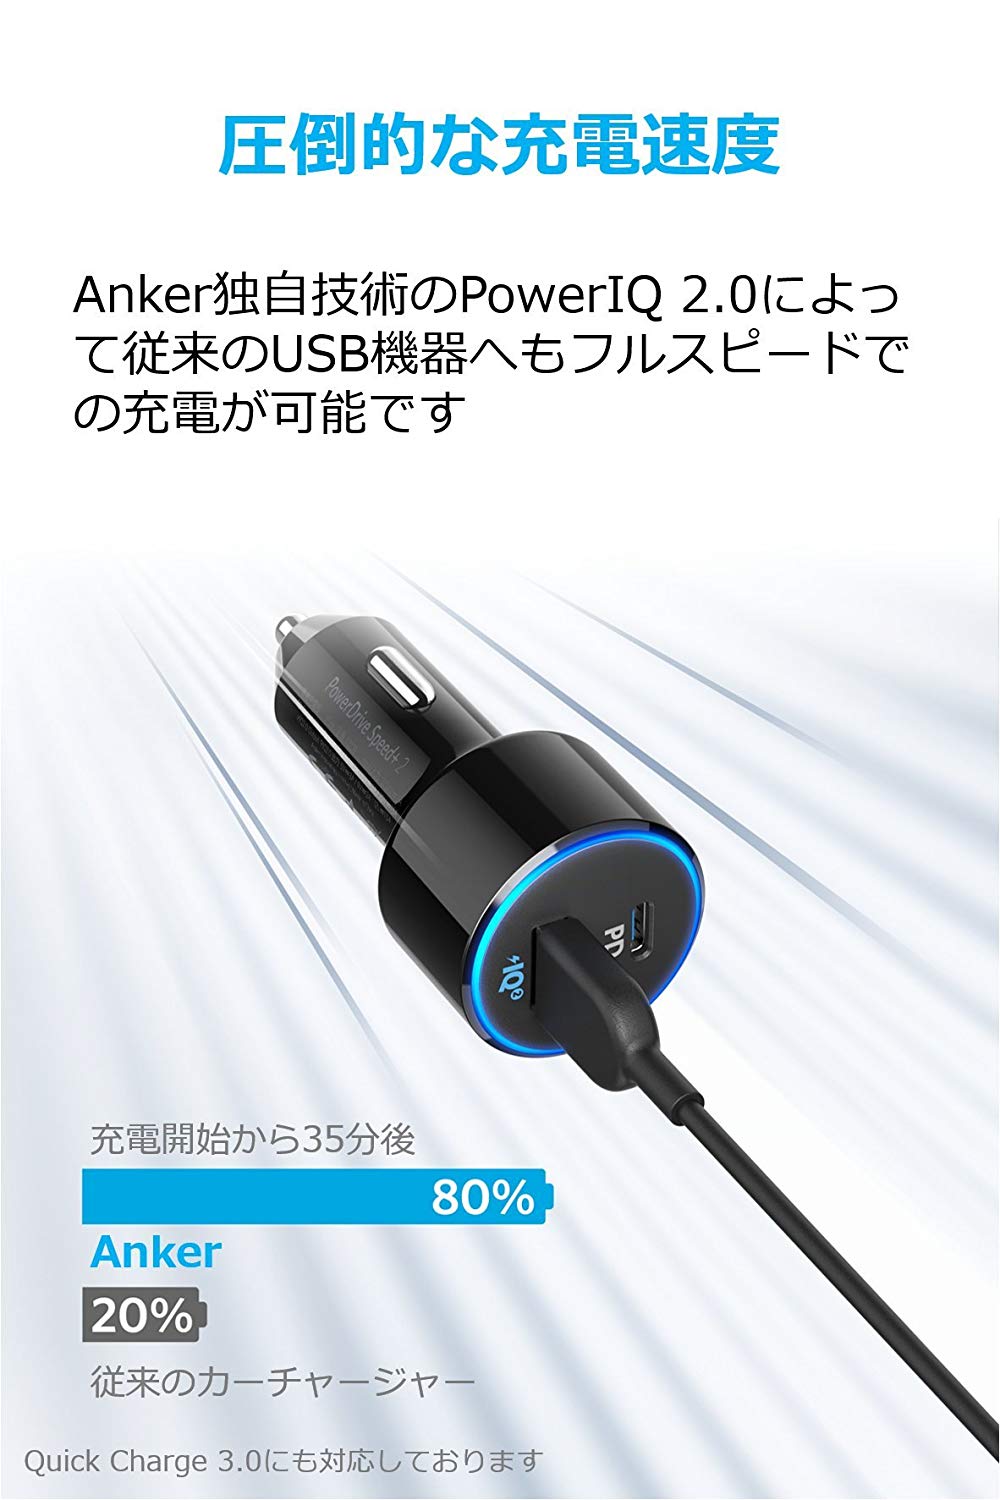 圧倒的な充電速度
Anker独自技術のPowerIQ 2.0によっ
て従来のUSB機器へもフルスピードで
の充電が可能です
PowerDrive Speed+ 2
PD
IQ 2
充電開始から35分後
80%
Anker
20%
従来のカーチャージャー
Quick Charge 3.0にも対応しております